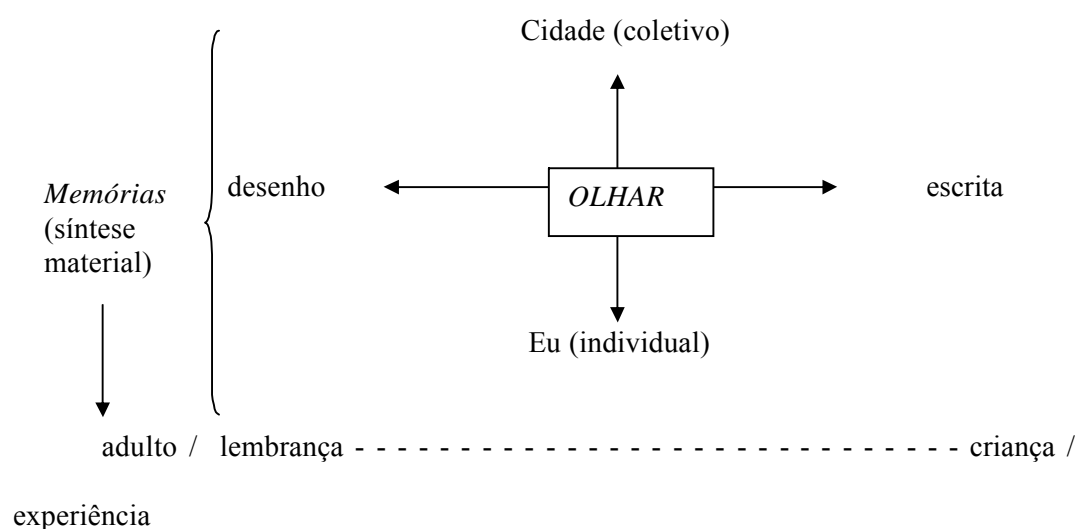 Cidade (coletivo)
Memórias
(síntese
material)
desenho
OLHAR
escrita
Eu (individual)
adulto / lembrança - - - - - - - - - - - - - - - - - - - - - - - - - - - - - criança /
experiência